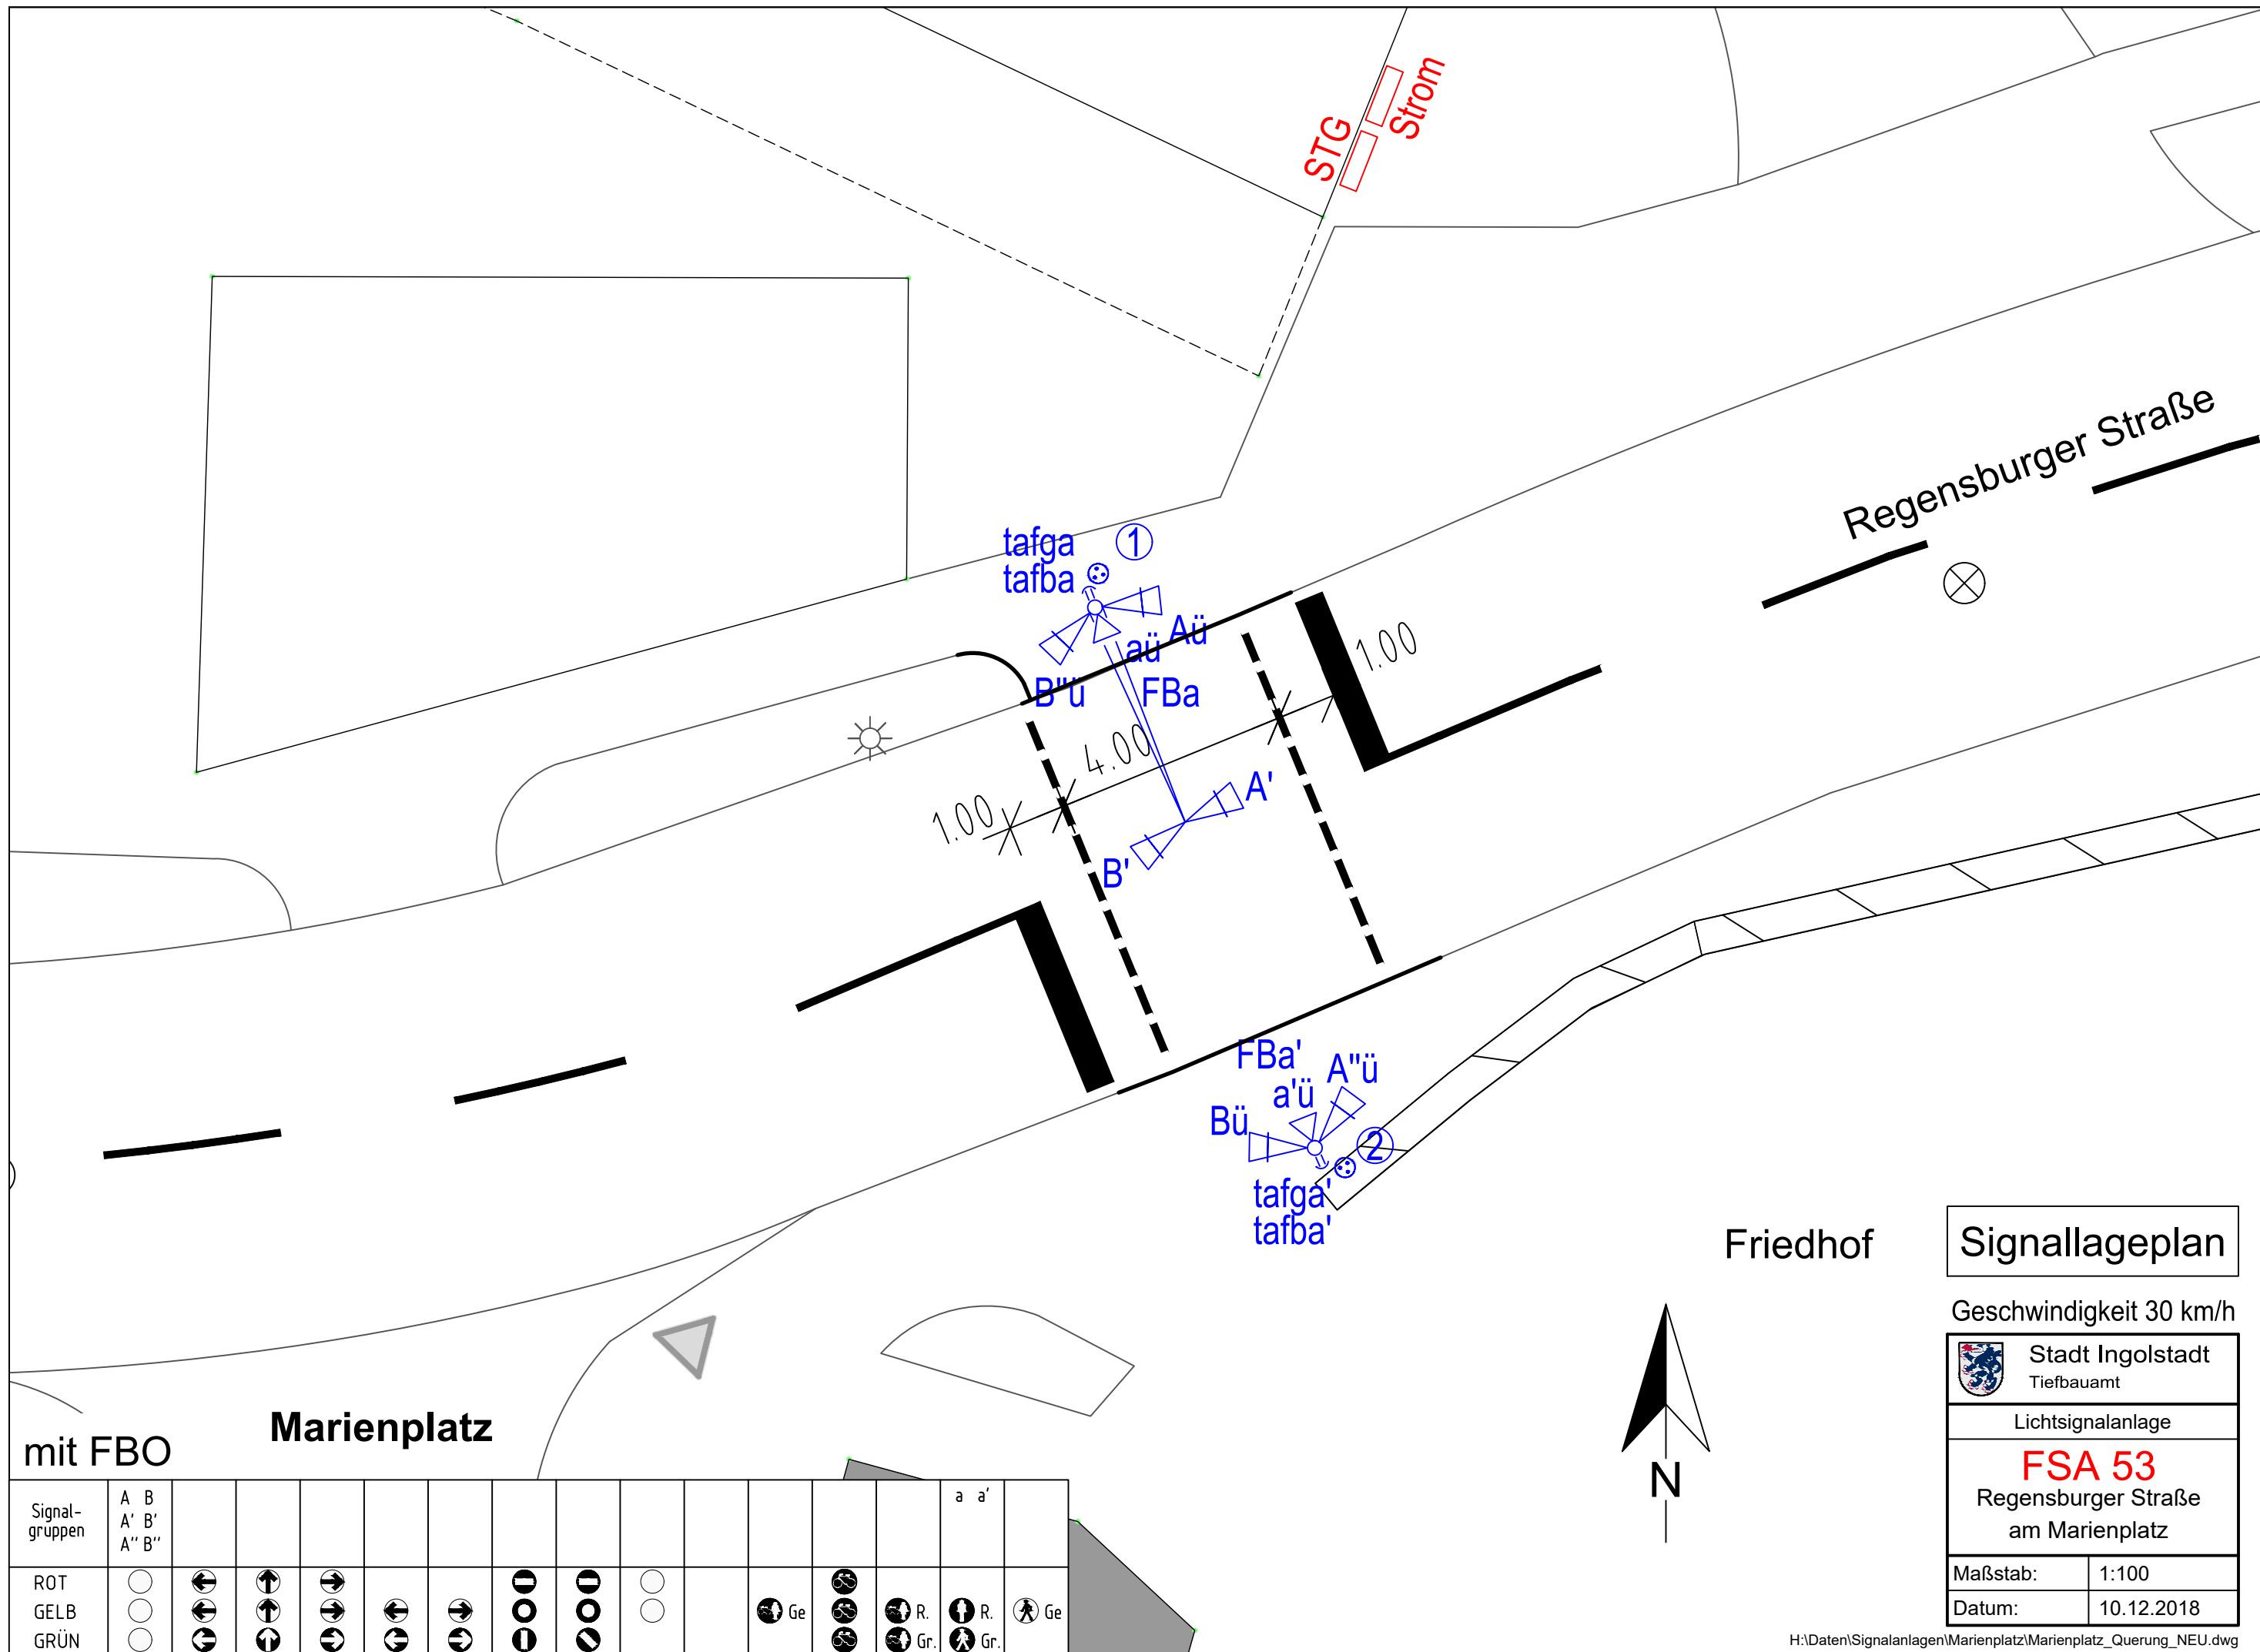 STG
Strom
Regensburger Straße
tafga
tafba
1
aü
Aü
B"ü
FBa
1.00
4.00
1.00
A'
B'
FBa'
A"ü
a'ü
Bü
2
tafga'
tafba'
Friedhof
Signallageplan
Geschwindigkeit 30 km/h
Stadt Ingolstadt
Tiefbauamt
Lichtsignalanlage
FSA 53
Regensburger Straße
am Marienplatz
Maßstab: 1:100
Datum: 10.12.2018
H:\Daten\Signalanlagen\Marienplatz\Marienplatz_Querung_NEU.dwg
N
Marienplatz
mit FBO
Signal-
gruppen
A B
A' B'
A'' B''
a a'
ROT
GELB Ge R. R. Ge
GRÜN Gr. Gr.